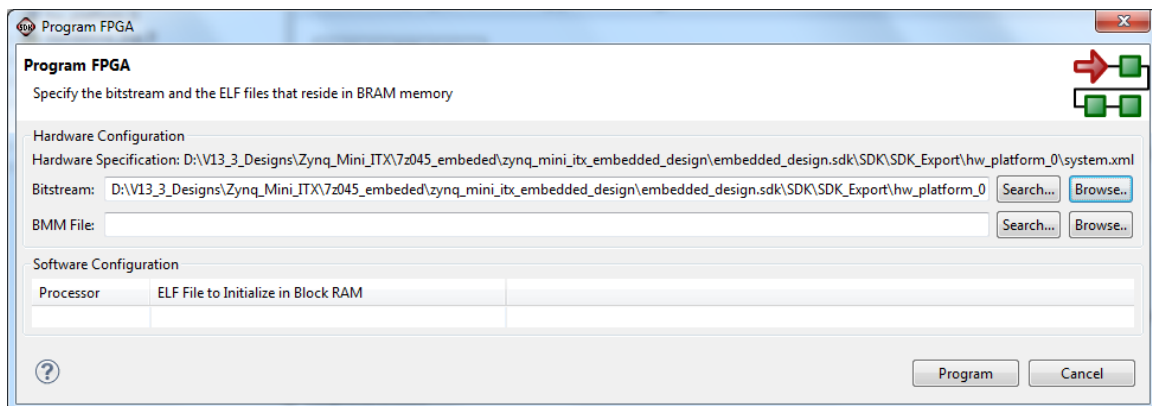 SDK Program FPGA
Program FPGA
Specify the bitstream and the ELF files that reside in BRAM memory
Hardware Configuration
Hardware Specification: D:\V13_3_Designs\Zynq_Mini_ITX\7z045_embeded\zynq_mini_itx_embedded_design\embedded_design.sdk\SDK\SDK_Export\hw_platform_0\system.xml
Bitstream: D:\V13_3_Designs\Zynq_Mini_ITX\7z045_embeded\zynq_mini_itx_embedded_design\embedded_design.sdk\SDK\SDK_Export\hw_platform_0 Search... Browse..
BMM File: Search... Browse..
Software Configuration
Processor ELF File to Initialize in Block RAM
? Program Cancel